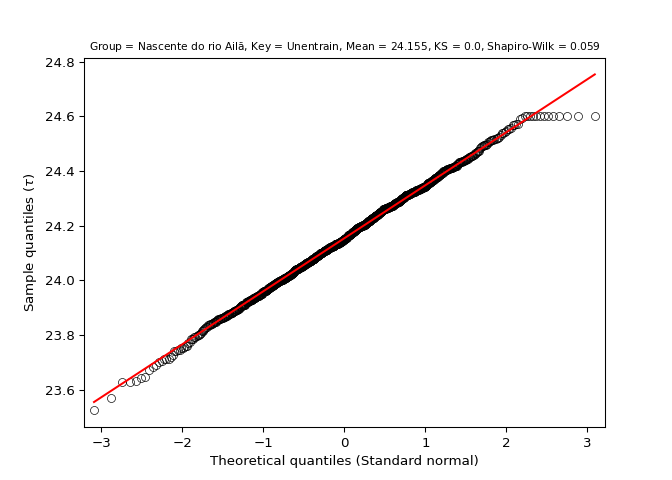 Group = Nascente do rio Ailã, Key = Unentrain, Mean = 24.155, KS = 0.0, Shapiro-Wilk = 0.059
24.8
24.6
24.4
24.2
24.0
23.8
23.6
Sample quantiles (τ)
−3 −2 −1 0 1 2 3
Theoretical quantiles (Standard normal)